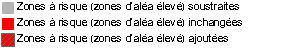 Zones à risque (zones d'aléa élevé) soustraites
Zones à risque (zones d'aléa élevé) inchangées
Zones à risque (zones d'aléa élevé) ajoutées